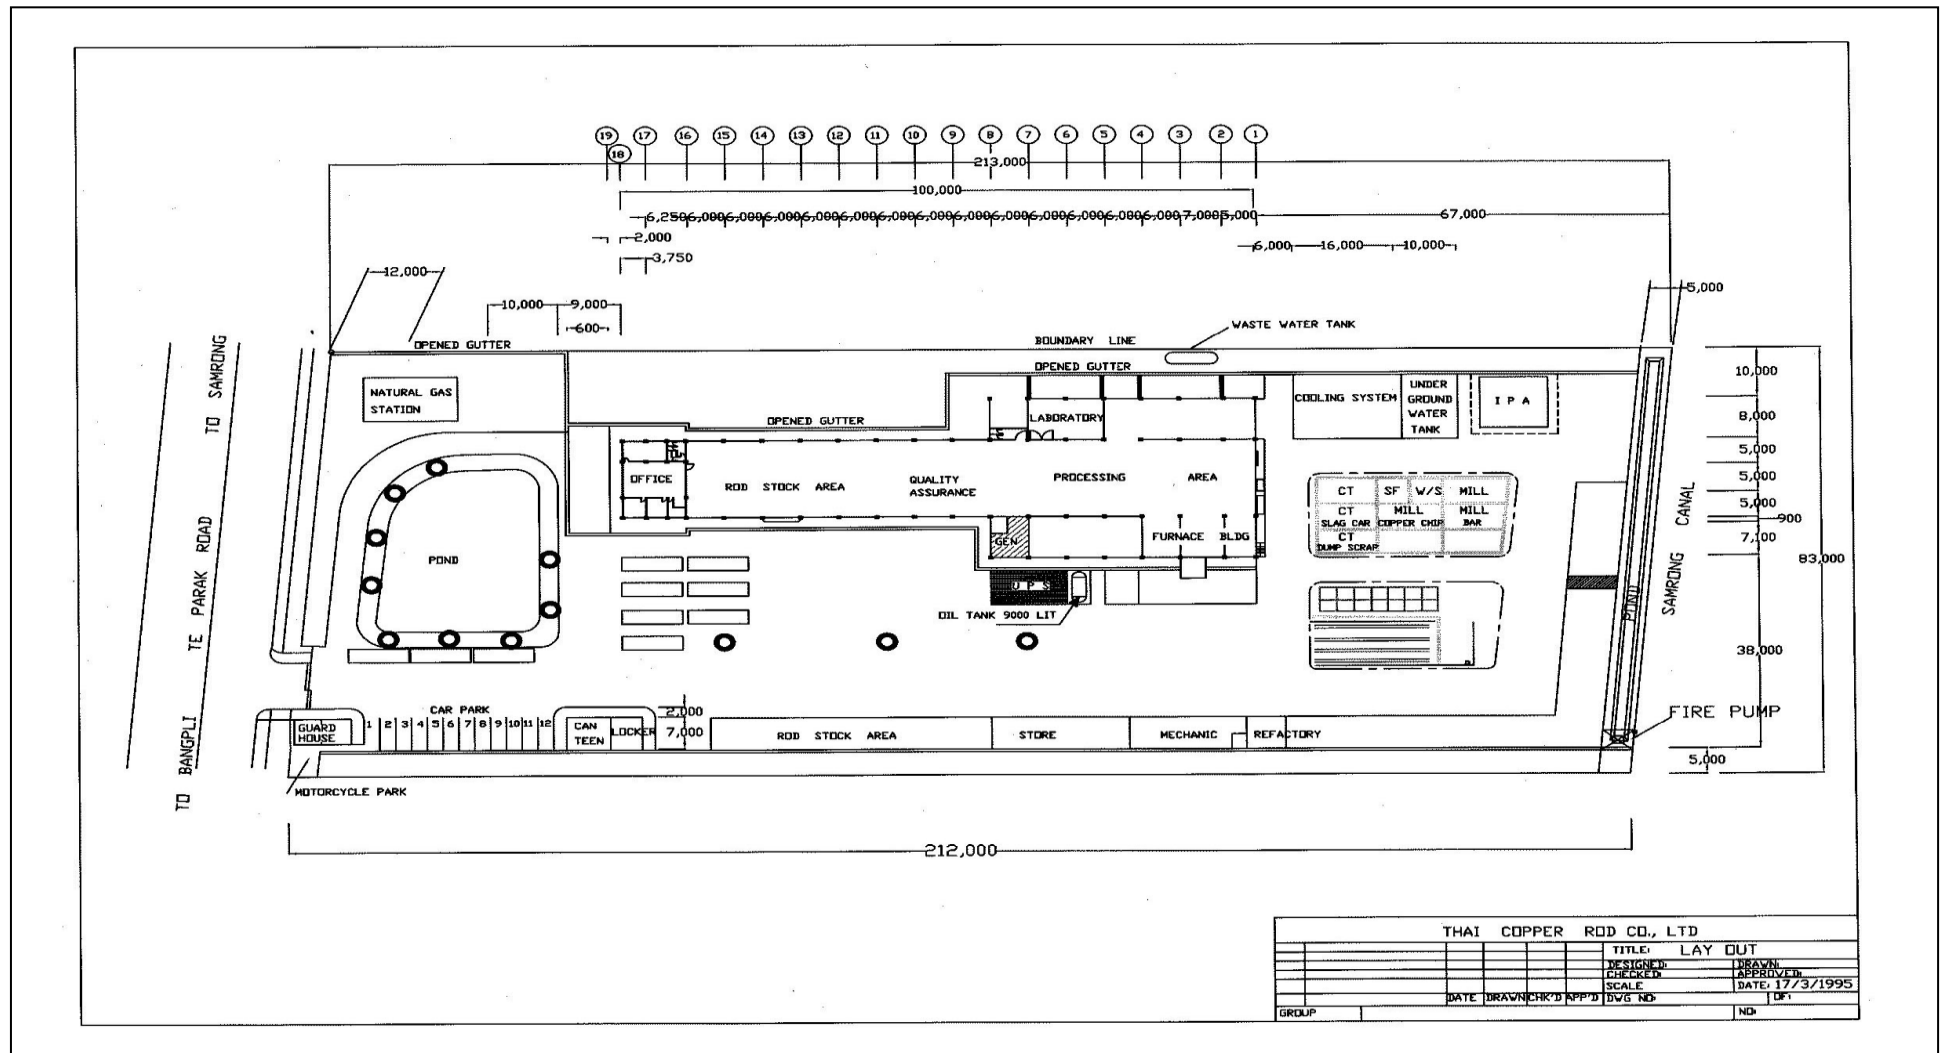 19 17 16 15 14 13 12 11 10 9 8 7 6 5 4 3 2 1
18
213,000
100,000
6,250 6,000 6,000 6,000 6,000 6,000 6,000 6,000 6,000 6,000 6,000 6,000 6,000 6,000 7,000 5,000 67,000
2,000
6,000 16,000 10,000
3,750
12,000
5,000
10,000 9,000
600
WASTE WATER TANK
OPENED GUTTER
BOUNDARY LINE
OPENED GUTTER
NATURAL GAS
STATION
OPENED GUTTER
LABORATORY
COOLING SYSTEM
UNDER
GROUND
WATER
TANK
I P A
10,000
8,000
5,000
5,000
5,000
900
7,100
83,000
38,000
5,000
OFFICE
ROD STOCK AREA
QUALITY
ASSURANCE
PROCESSING AREA
CT SF W/S MILL
CT MILL MILL
SLAG CAR COPPER CHIP BAR
CT
DUMP SCRAP
GEN
FURNACE BLDG
POND
U P S
OIL TANK 9000 LIT
POND
SAMRONG CANAL
TO BANGPLI TE PARAK ROAD TO SAMRONG
FIRE PUMP
CAR PARK
1 2 3 4 5 6 7 8 9 10 11 12
GUARD
HOUSE
CAN
TEEN
LOCKER
2,000
7,000
ROD STOCK AREA
STORE
MECHANIC
REFACTORY
MOTORCYCLE PARK
212,000
THAI COPPER ROD CO., LTD
TITLE: LAY OUT
DESIGNED: DRAWN:
CHECKED: APPROVED:
SCALE DATE: 17/3/1995
DATE DRAWN CHK'D APP'D DWG NO: OF:
GROUP NO: